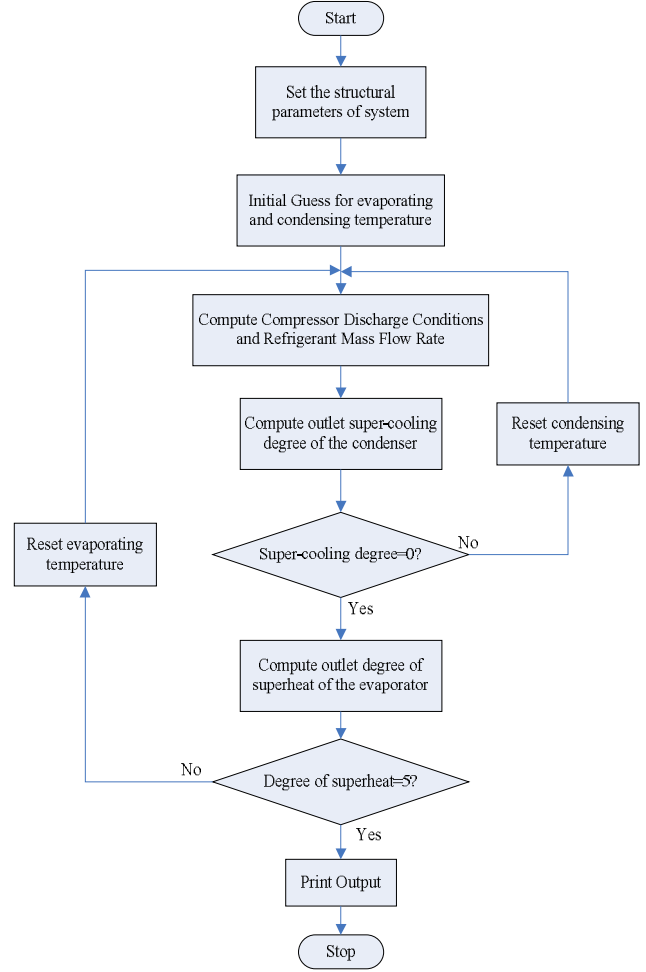 Start
Set the structural
parameters of system
Initial Guess for evaporating
and condensing temperature
Compute Compressor Discharge Conditions
and Refrigerant Mass Flow Rate
Compute outlet super-cooling
degree of the condenser
Reset condensing
temperature
Reset evaporating
temperature
Super-cooling degree=0?
No
Yes
Compute outlet degree of
superheat of the evaporator
No
Degree of superheat=5?
Yes
Print Output
Stop